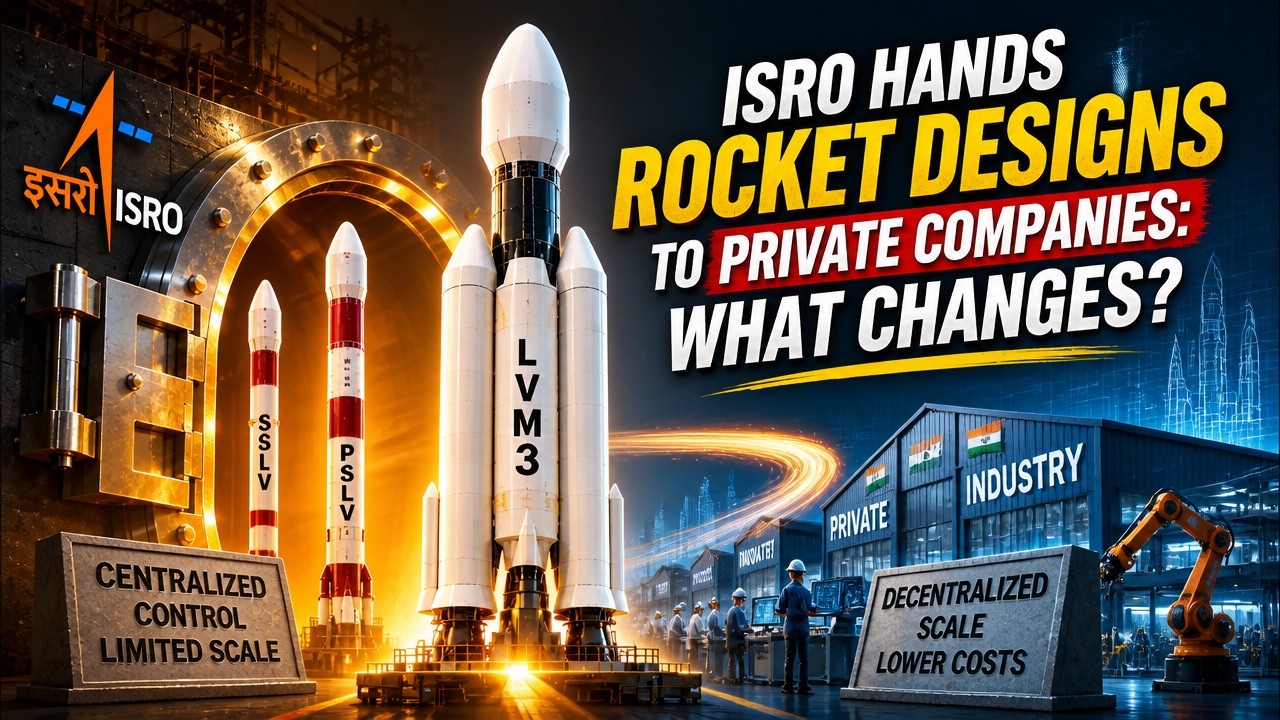 इसरो ISRO
ISRO HANDS
ROCKET DESIGNS
TO PRIVATE COMPANIES:
WHAT CHANGES?
SSLV
PSLV
LVM3
PRIVATE
INDUSTRY
CENTRALIZED
CONTROL
LIMITED SCALE
DECENTRALIZED
SCALE
LOWER COSTS